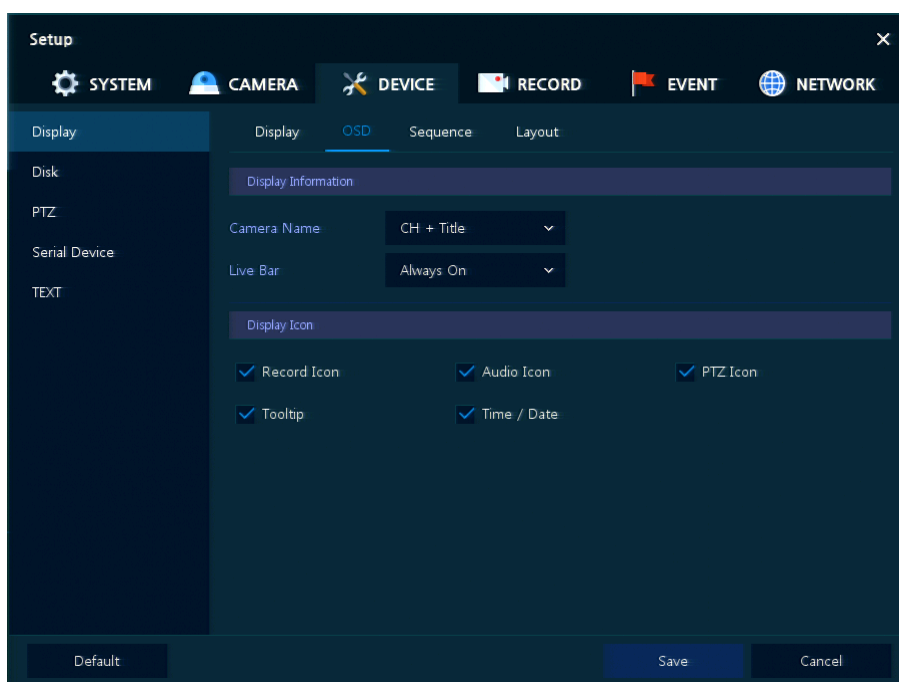 Setup
SYSTEM CAMERA DEVICE RECORD EVENT NETWORK
Display
Disk
PTZ
Serial Device
TEXT
Display OSD Sequence Layout
Display Information
Camera Name CH + Title
Live Bar Always On
Display Icon
Record Icon Audio Icon PTZ Icon
Tooltip Time / Date
Default Save Cancel